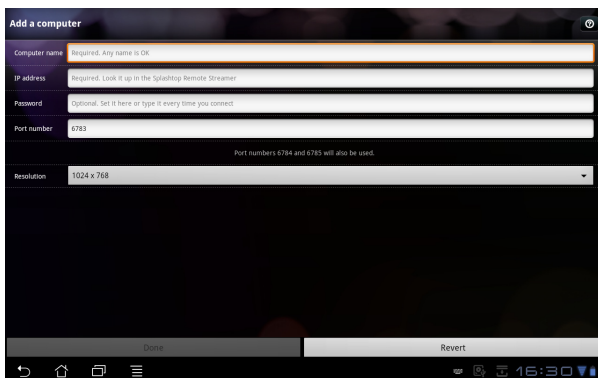 Add a computer
Computer name Required. Any name is OK
IP address Required. Look it up in the Splashtop Remote Streamer
Password Optional. Set it here or type it every time you connect
Port number 6783
Port numbers 6784 and 6785 will also be used.
Resolution 1024 x 768
Done Revert
16:30